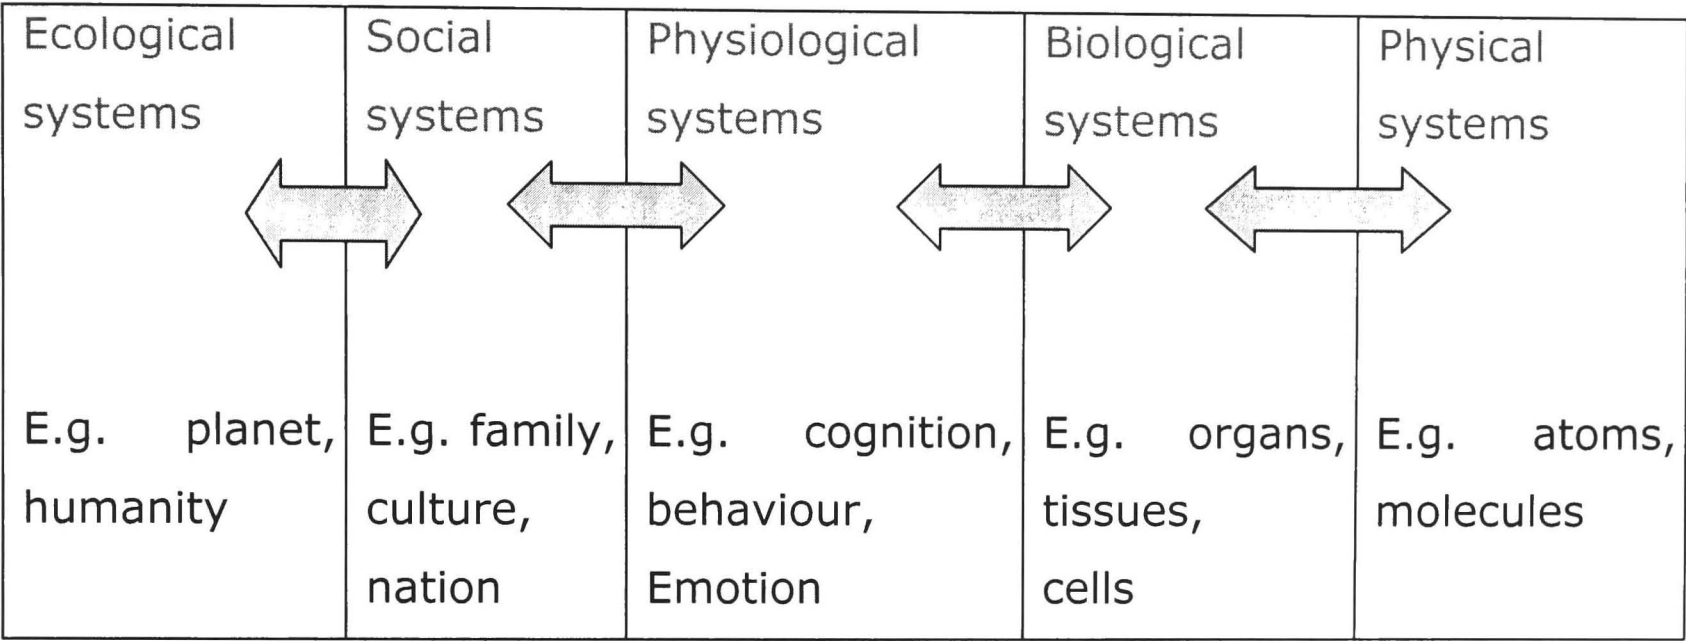 Ecological
systems
E.g. planet,
humanity
Social
systems
E.g. family,
culture,
nation
Physiological
systems
E.g. cognition,
behaviour,
Emotion
Biological
systems
E.g. organs,
tissues,
cells
Physical
systems
E.g. atoms,
molecules